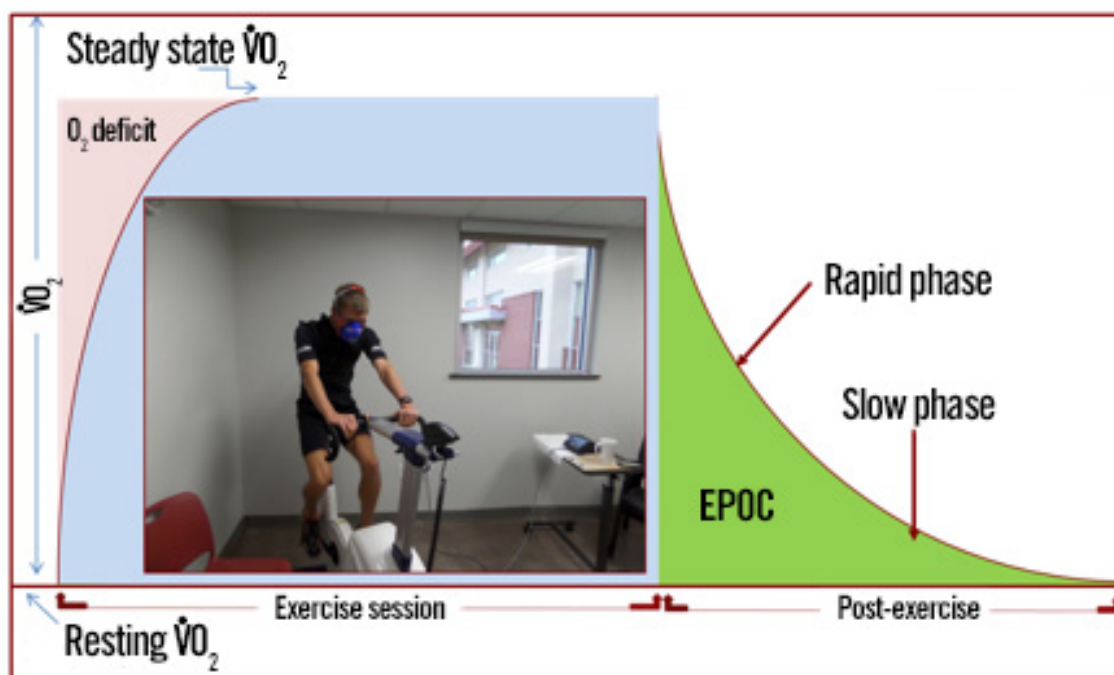 Steady state V̇O₂
O₂ deficit
V̇O₂
Rapid phase
Slow phase
EPOC
Exercise session
Post-exercise
Resting V̇O₂